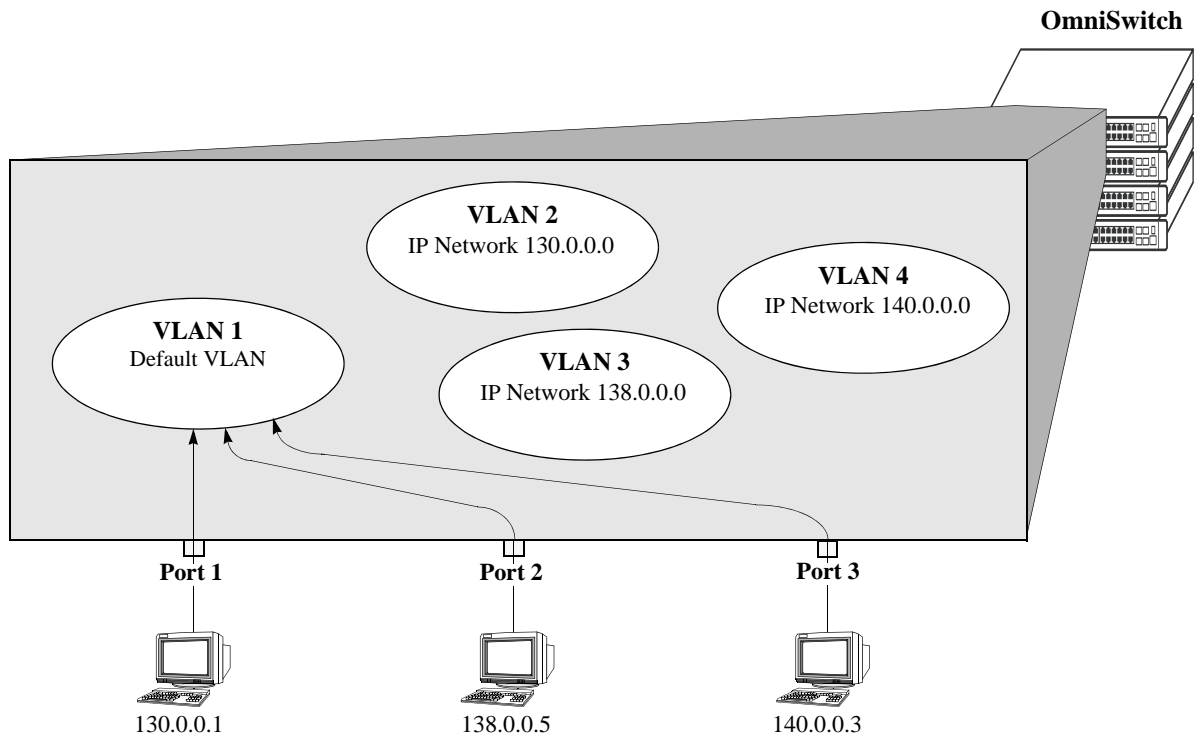 OmniSwitch
VLAN 2
IP Network 130.0.0.0
VLAN 4
IP Network 140.0.0.0
VLAN 1
Default VLAN
VLAN 3
IP Network 138.0.0.0
Port 1
Port 2
Port 3
130.0.0.1
138.0.0.5
140.0.0.3